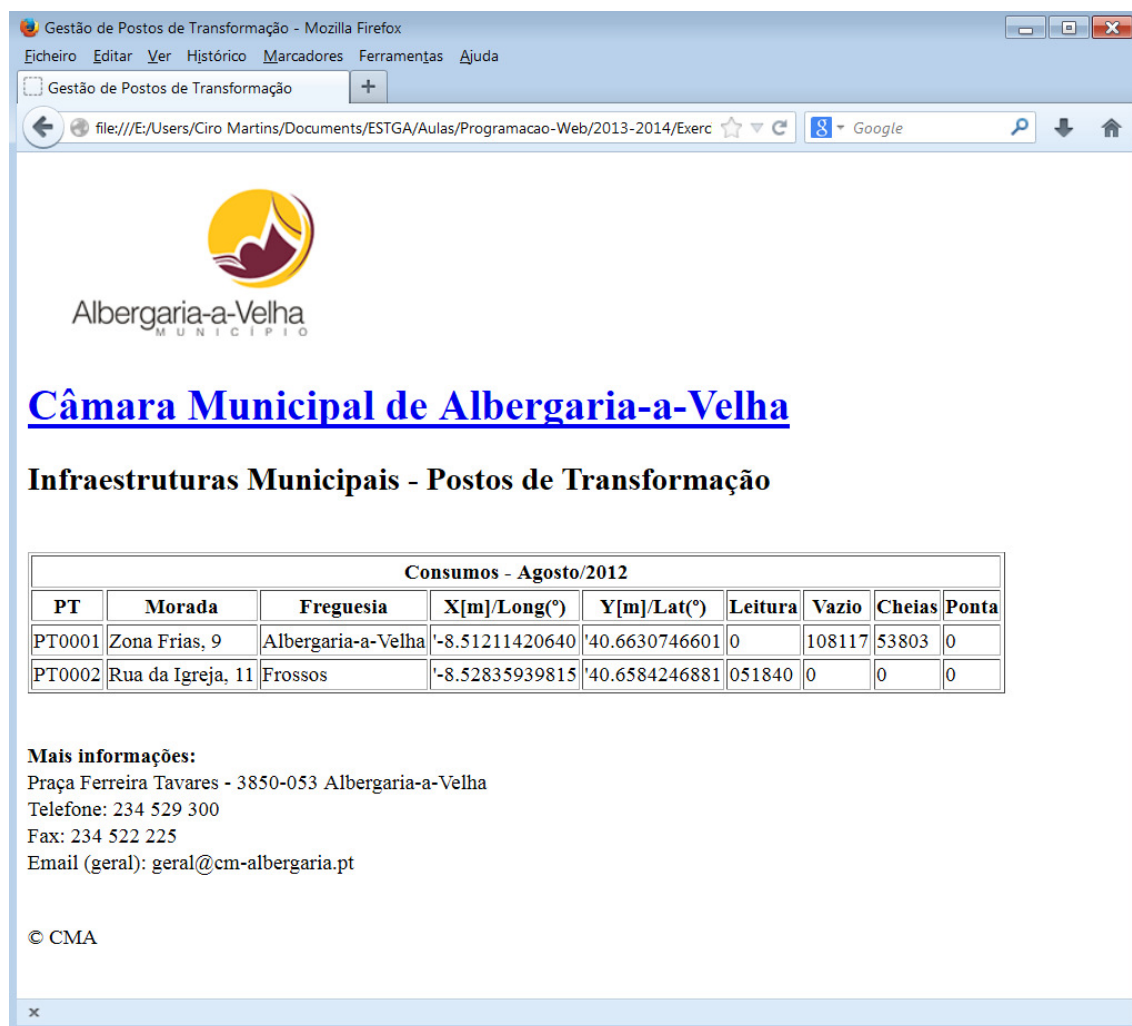 Gestão de Postos de Transformação - Mozilla Firefox
Ficheiro Editar Ver Histórico Marcadores Ferramentas Ajuda
Gestão de Postos de Transformação +
file:///E:/Users/Ciro Martins/Documents/ESTGA/Aulas/Programacao-Web/2013-2014/Exerc 8 Google
Albergaria-a-Velha
MUNICÍPIO
Câmara Municipal de Albergaria-a-Velha
Infraestruturas Municipais - Postos de Transformação
Consumos - Agosto/2012
PT Morada Freguesia X[m]/Long(º) Y[m]/Lat(º) Leitura Vazio Cheias Ponta
PT0001 Zona Frias, 9 Albergaria-a-Velha '-8.51211420640 '40.6630746601 0 108117 53803 0
PT0002 Rua da Igreja, 11 Frossos '-8.52835939815 '40.6584246881 051840 0 0 0
Mais informações:
Praça Ferreira Tavares - 3850-053 Albergaria-a-Velha
Telefone: 234 529 300
Fax: 234 522 225
Email (geral): geral@cm-albergaria.pt
© CMA